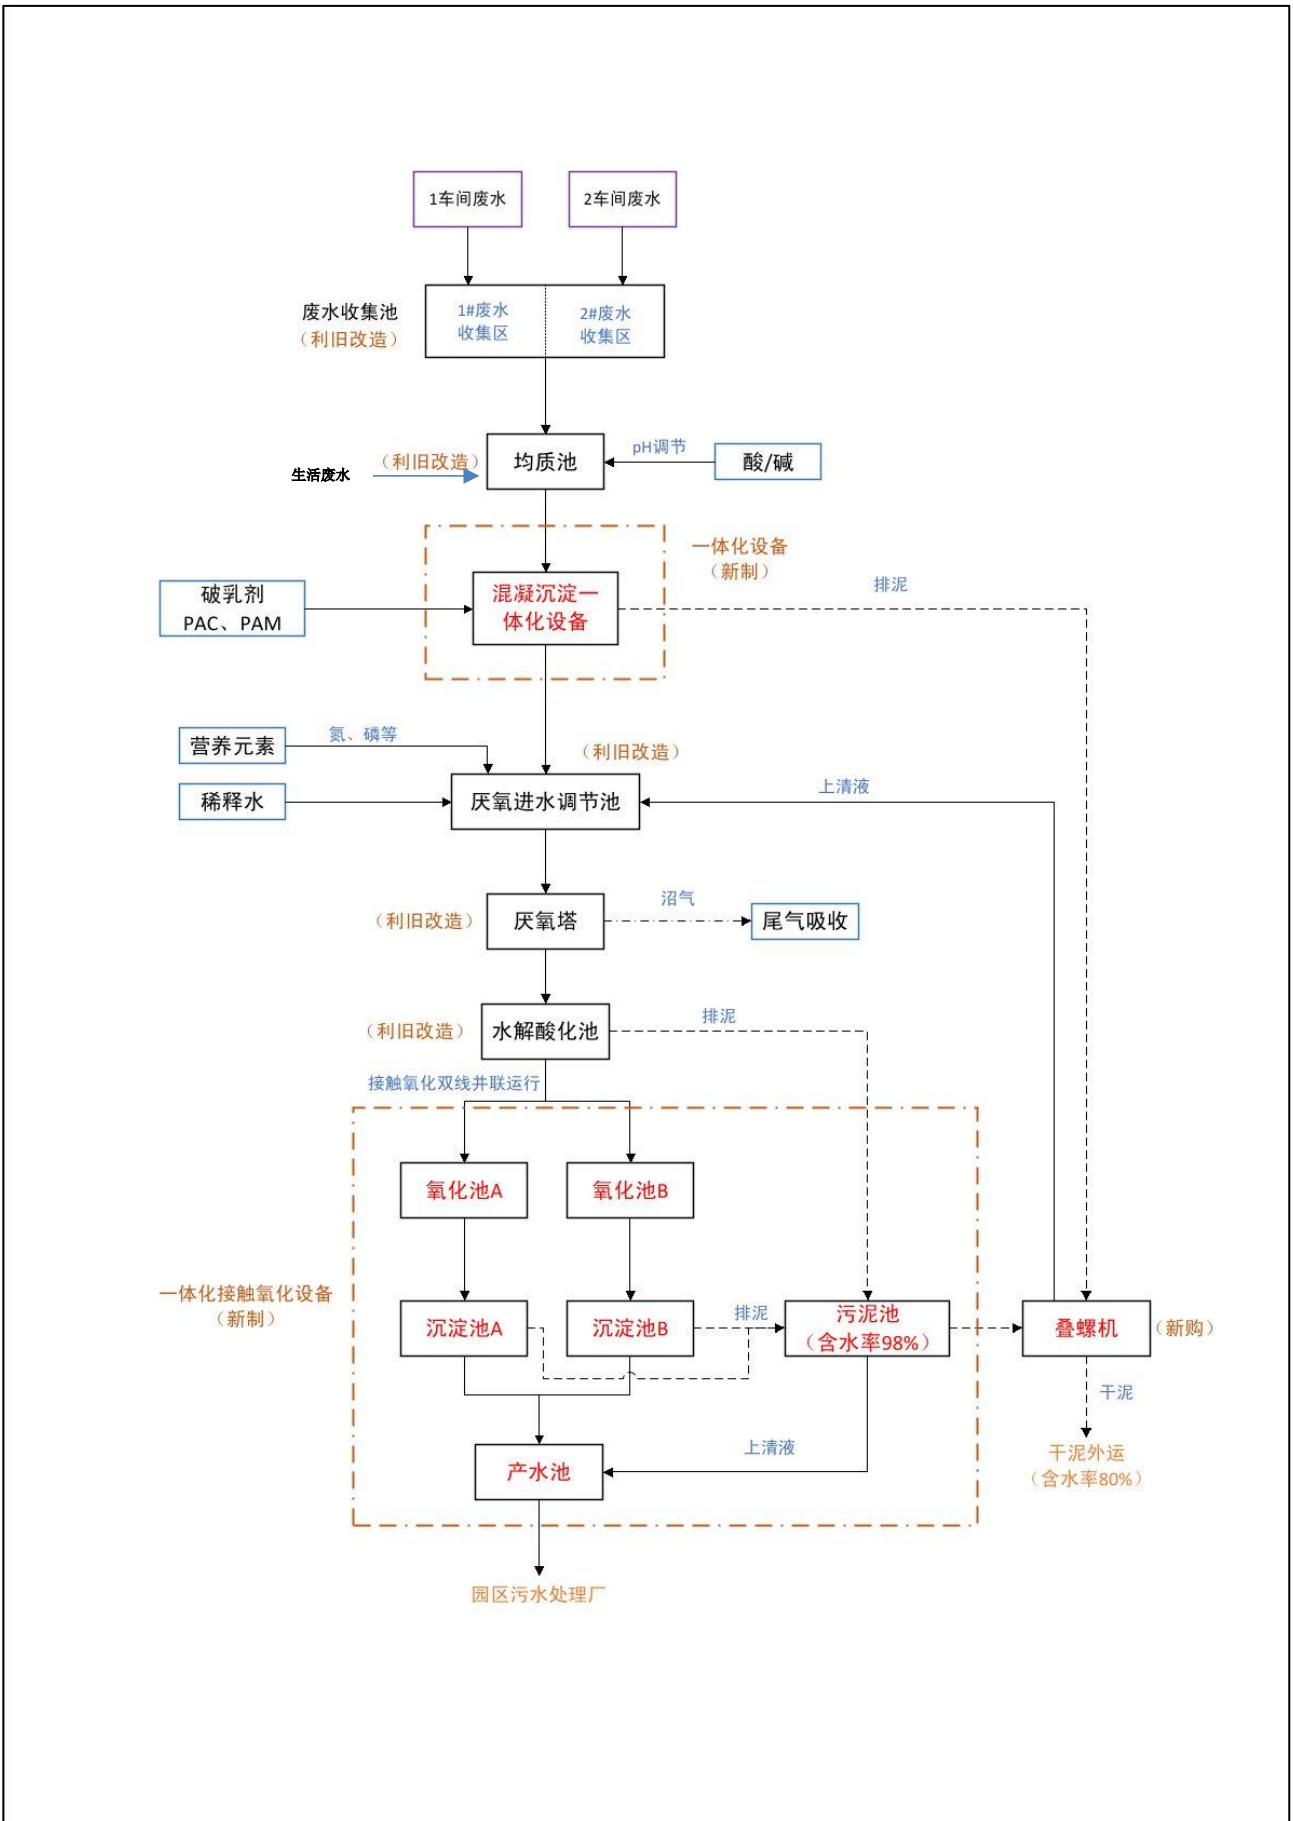 1车间废水
2车间废水
废水收集池
（利旧改造）
1#废水
收集区
2#废水
收集区
生活废水
（利旧改造）
均质池
pH调节
酸/碱
一体化设备
（新制）
破乳剂
PAC、PAM
混凝沉淀一
体化设备
排泥
营养元素
氮、磷等
（利旧改造）
稀释水
厌氧进水调节池
上清液
（利旧改造）
厌氧塔
沼气
尾气吸收
（利旧改造）
水解酸化池
排泥
接触氧化双线并联运行
氧化池A
氧化池B
一体化接触氧化设备
（新制）
沉淀池A
沉淀池B
排泥
污泥池
（含水率98%）
叠螺机
（新购）
干泥
产水池
上清液
干泥外运
（含水率80%）
园区污水处理厂